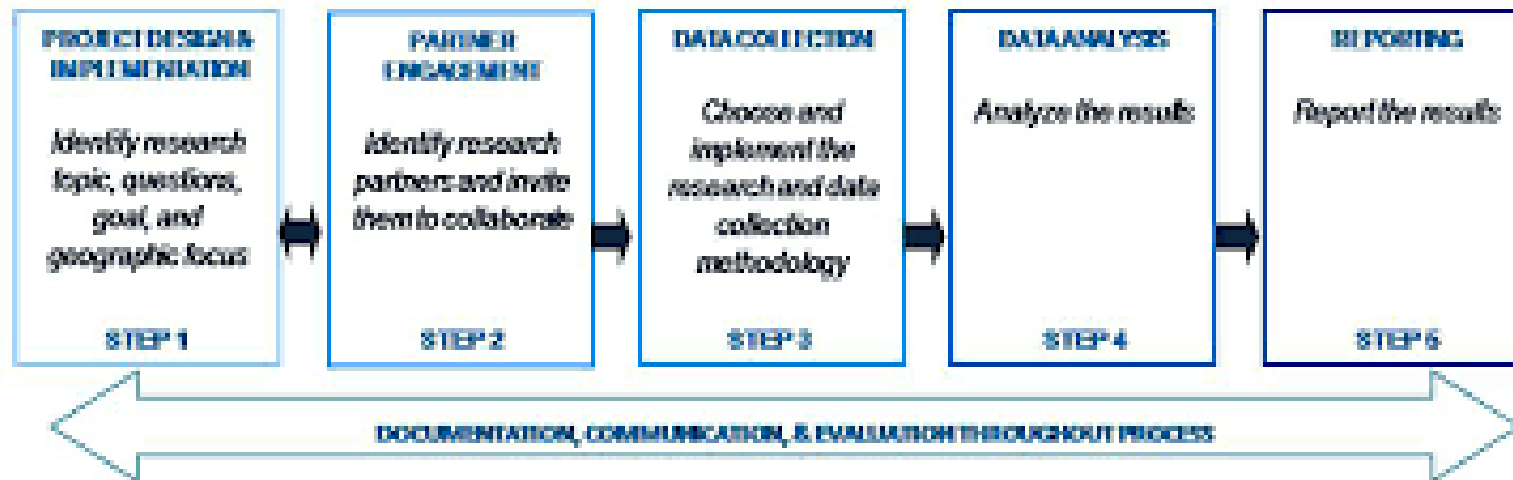 PROJECT DESIGN &
IMPLEMENTATION
Identify research
topic, questions,
goal, and
geographic focus
STEP 1
PARTNER
ENGAGEMENT
Identify research
partners and invite
them to collaborate
STEP 2
DATA COLLECTION
Choose and
implement the
research and data
collection
methodology
STEP 3
DATA ANALYSIS
Analyze the results
STEP 4
REPORTING
Report the results
STEP 5
DOCUMENTATION, COMMUNICATION, & EVALUATION THROUGHOUT PROCESS